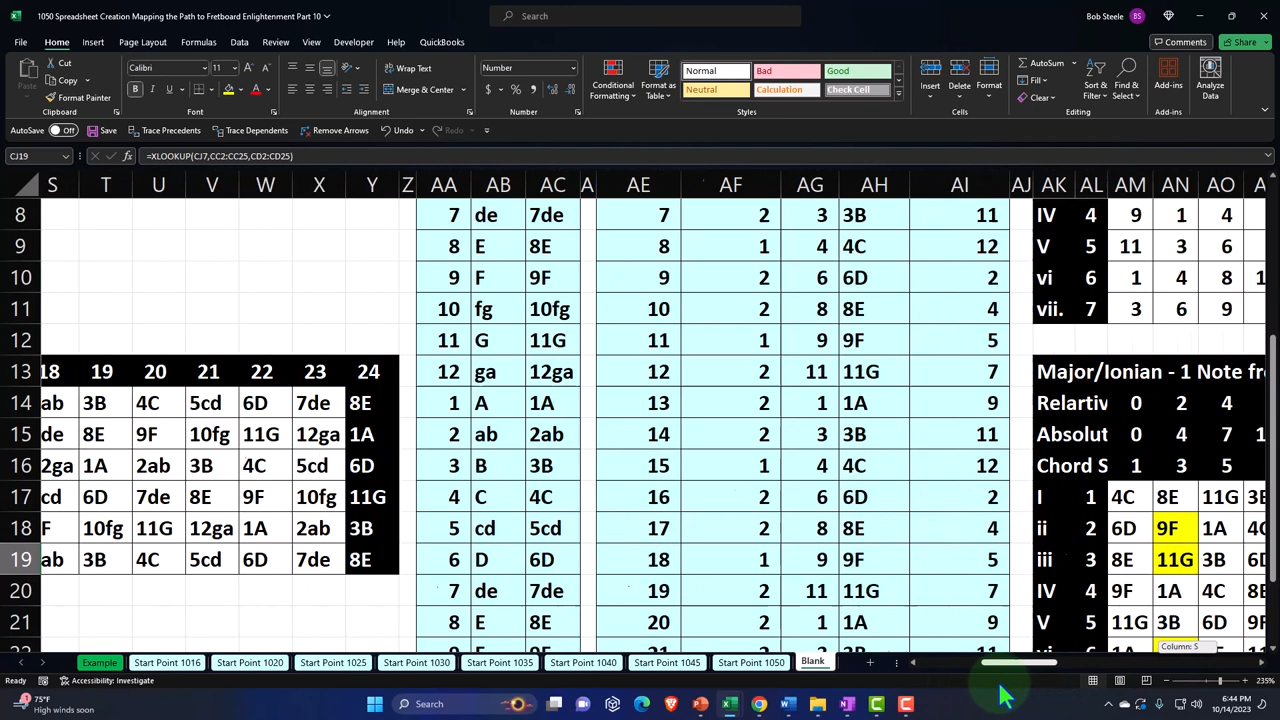 1050 Spreadsheet Creation Mapping the Path to Fretboard Enlightenment Part 10
Search
Bob Steele BS
File Home Insert Page Layout Formulas Data Review View Developer Help QuickBooks Comments Share
Paste Cut Copy Format Painter Clipboard
Calibri 11 Font
Wrap Text Merge & Center Alignment
Number Number
Conditional Formatting Format as Table Normal Bad Good Neutral Calculation Check Cell Styles
Insert Delete Format Cells
AutoSum Fill Clear Sort & Filter Find & Select Editing
Add-ins Add-ins Analyze Data
AutoSave Off Save Trace Precedents Trace Dependents Remove Arrows Undo Redo
CJ19 =XLOOKUP(CJ7,CC2:CC25,CD2:CD25)
S T U V W X Y Z AA AB AC A AE AF AG AH AI AJ AK AL AM AN AO A
8 7 de 7de 7 2 3 3B 11 IV 4 9 1 4
9 8 E 8E 8 1 4 4C 12 V 5 11 3 6
10 9 F 9F 9 2 6 6D 2 vi 6 1 4 8 1
11 10 fg 10fg 10 2 8 8E 4 vii. 7 3 6 9
12 11 G 11G 11 1 9 9F 5
13 18 19 20 21 22 23 24 12 ga 12ga 12 2 11 11G 7 Major/Ionian - 1 Note fr
14 ab 3B 4C 5cd 6D 7de 8E 1 A 1A 13 2 1 1A 9 Relartiv 0 2 4
15 de 8E 9F 10fg 11G 12ga 1A 2 ab 2ab 14 2 3 3B 11 Absolut 0 4 7 1
16 2ga 1A 2ab 3B 4C 5cd 6D 3 B 3B 15 1 4 4C 12 Chord S 1 3 5
17 cd 6D 7de 8E 9F 10fg 11G 4 C 4C 16 2 6 6D 2 I 1 4C 8E 11G 3B
18 F 10fg 11G 12ga 1A 2ab 3B 5 cd 5cd 17 2 8 8E 4 ii 2 6D 9F 1A 4C
19 ab 3B 4C 5cd 6D 7de 8E 6 D 6D 18 1 9 9F 5 iii 3 8E 11G 3B 6D
20 7 de 7de 19 2 11 11G 7 IV 4 9F 1A 4C 8E
21 8 E 8E 20 2 1 1A 9 V 5 11G 3B 6D 9F
Column: S
Example Start Point 1016 Start Point 1020 Start Point 1025 Start Point 1030 Start Point 1035 Start Point 1040 Start Point 1045 Start Point 1050 Blank
Ready Accessibility: Investigate 235%
75°F
High winds soon
Search
6:44 PM
10/14/2023